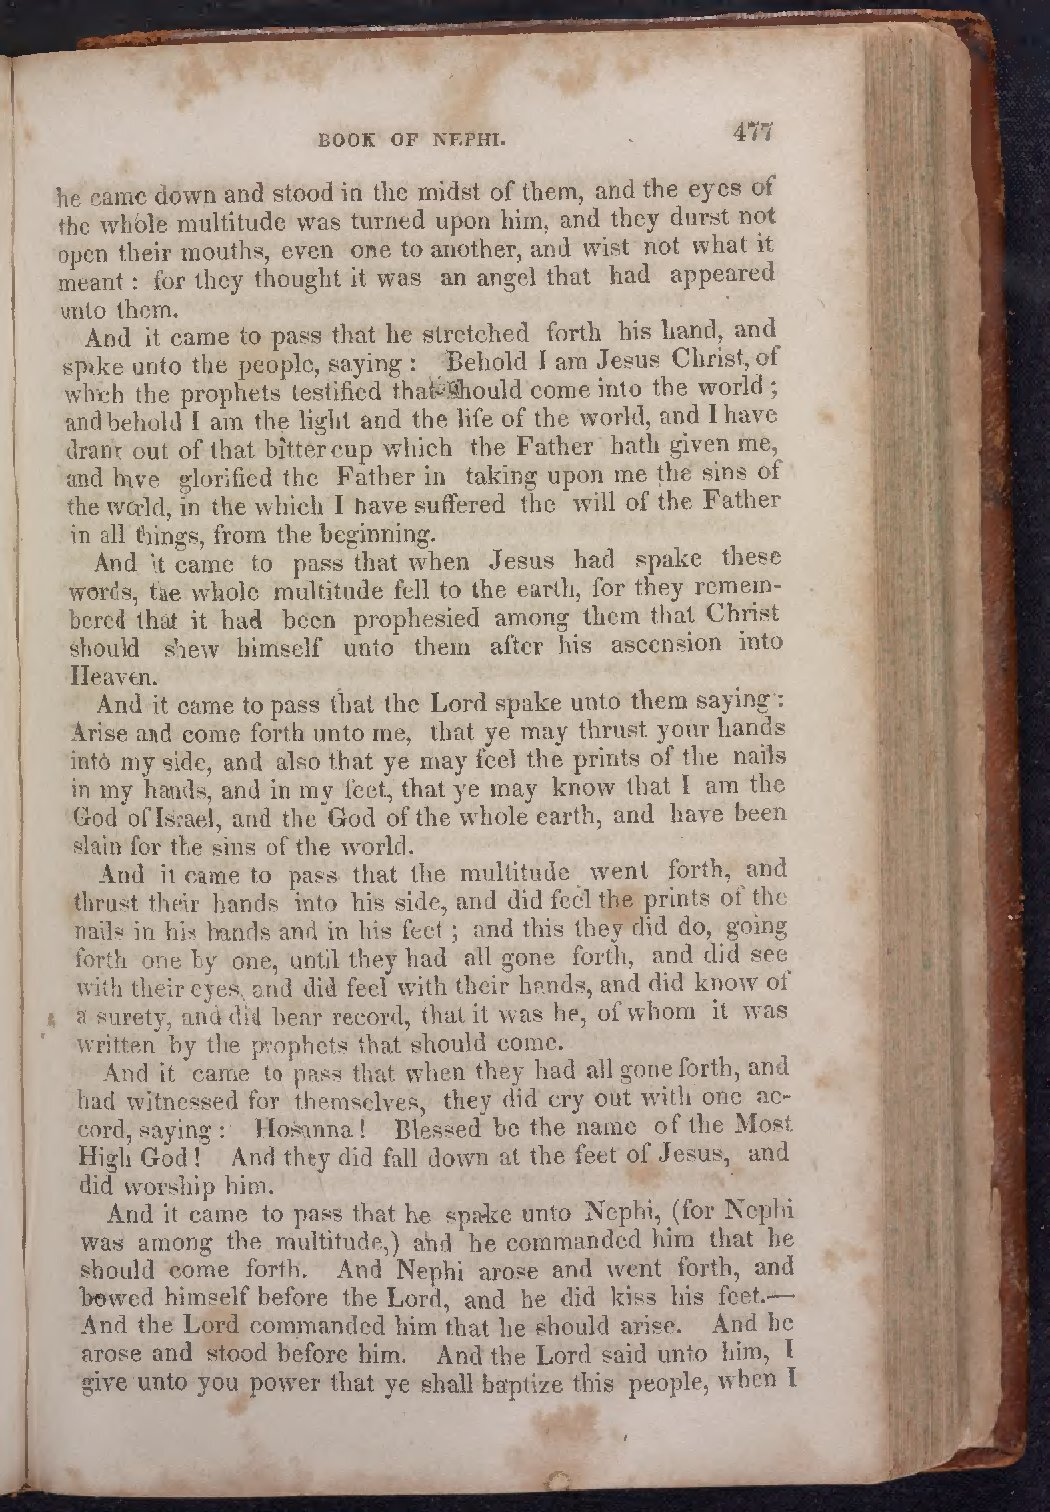 BOOK OF NEPHI. 477
he came down and stood in the midst of them, and the eyes of
the whole multitude was turned upon him, and they durst not
open their mouths, even one to another, and wist not what it
meant : for they thought it was an angel that had appeared
unto them.
And it came to pass that he stretched forth his hand, and
spake unto the people, saying : Behold I am Jesus Christ, of
which the prophets testified that should come into the world ;
and behold I am the light and the life of the world, and I have
drank out of that bitter cup which the Father hath given me,
and have glorified the Father in taking upon me the sins of
the world, in the which I have suffered the will of the Father
in all things, from the beginning.
And it came to pass that when Jesus had spake these
words, the whole multitude fell to the earth, for they remem-
bered that it had been prophesied among them that Christ
should shew himself unto them after his ascension into
Heaven.
And it came to pass that the Lord spake unto them saying :
Arise and come forth unto me, that ye may thrust your hands
into my side, and also that ye may feel the prints of the nails
in my hands, and in my feet, that ye may know that I am the
God of Israel, and the God of the whole earth, and have been
slain for the sins of the world.
And it came to pass that the multitude went forth, and
thrust their hands into his side, and did feel the prints of the
nails in his hands and in his feet ; and this they did do, going
forth one by one, until they had all gone forth, and did see
with their eyes, and did feel with their hands, and did know of
a surety, and did bear record, that it was he, of whom it was
written by the prophets that should come.
And it came to pass that when they had all gone forth, and
had witnessed for themselves, they did cry out with one ac-
cord, saying : Hosanna ! Blessed be the name of the Most
High God ! And they did fall down at the feet of Jesus, and
did worship him.
And it came to pass that he spake unto Nephi, (for Nephi
was among the multitude,) and he commanded him that he
should come forth. And Nephi arose and went forth, and
bowed himself before the Lord, and he did kiss his feet.—
And the Lord commanded him that he should arise. And he
arose and stood before him. And the Lord said unto him, I
give unto you power that ye shall baptize this people, when I